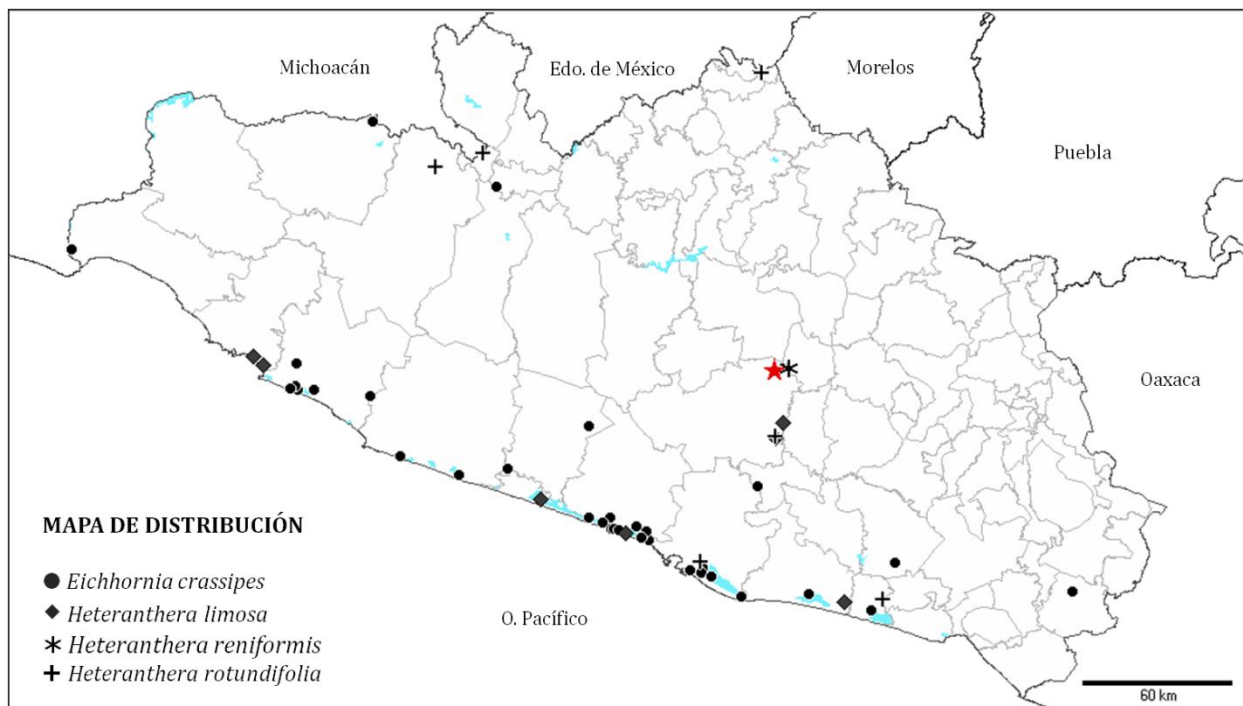 Michoacán
Edo. de México
Morelos
Puebla
Oaxaca
MAPA DE DISTRIBUCIÓN
Eichhornia crassipes
Heteranthera limosa
Heteranthera reniformis
Heteranthera rotundifolia
O. Pacífico
60 km